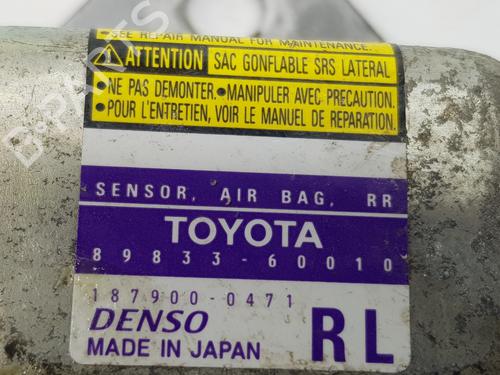 •SEE REPAIR MANUAL FOR MAINTENANCE.
ATTENTION SAC GONFLABLE SRS LATERAL
•NE PAS DEMONTER.•MANIPULER AVEC PRECAUTION.
•POUR L'ENTRETIEN, VOIR LE MANUEL DE REPARATION.
SENSOR, AIR BAG, RR
TOYOTA
89833-60010
187900-0471
DENSO
MADE IN JAPAN
RL
B-PARTS